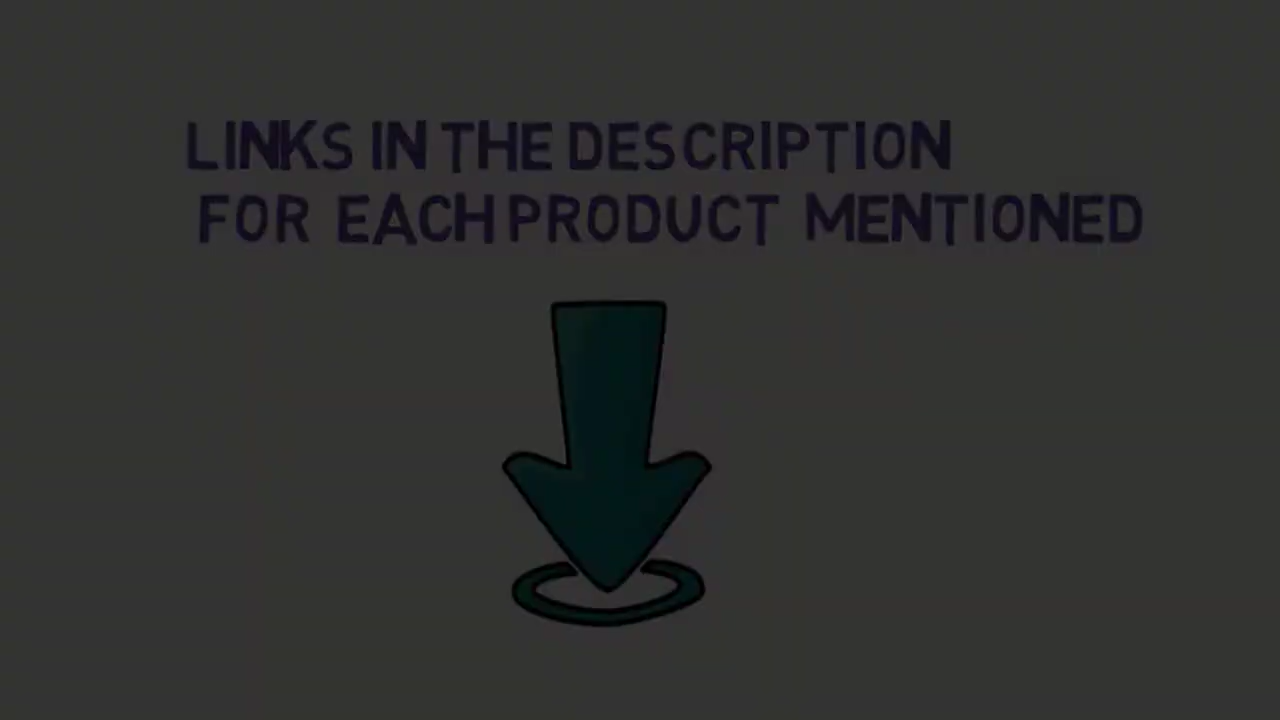 LINKS IN THE DESCRIPTION
FOR EACH PRODUCT MENTIONED